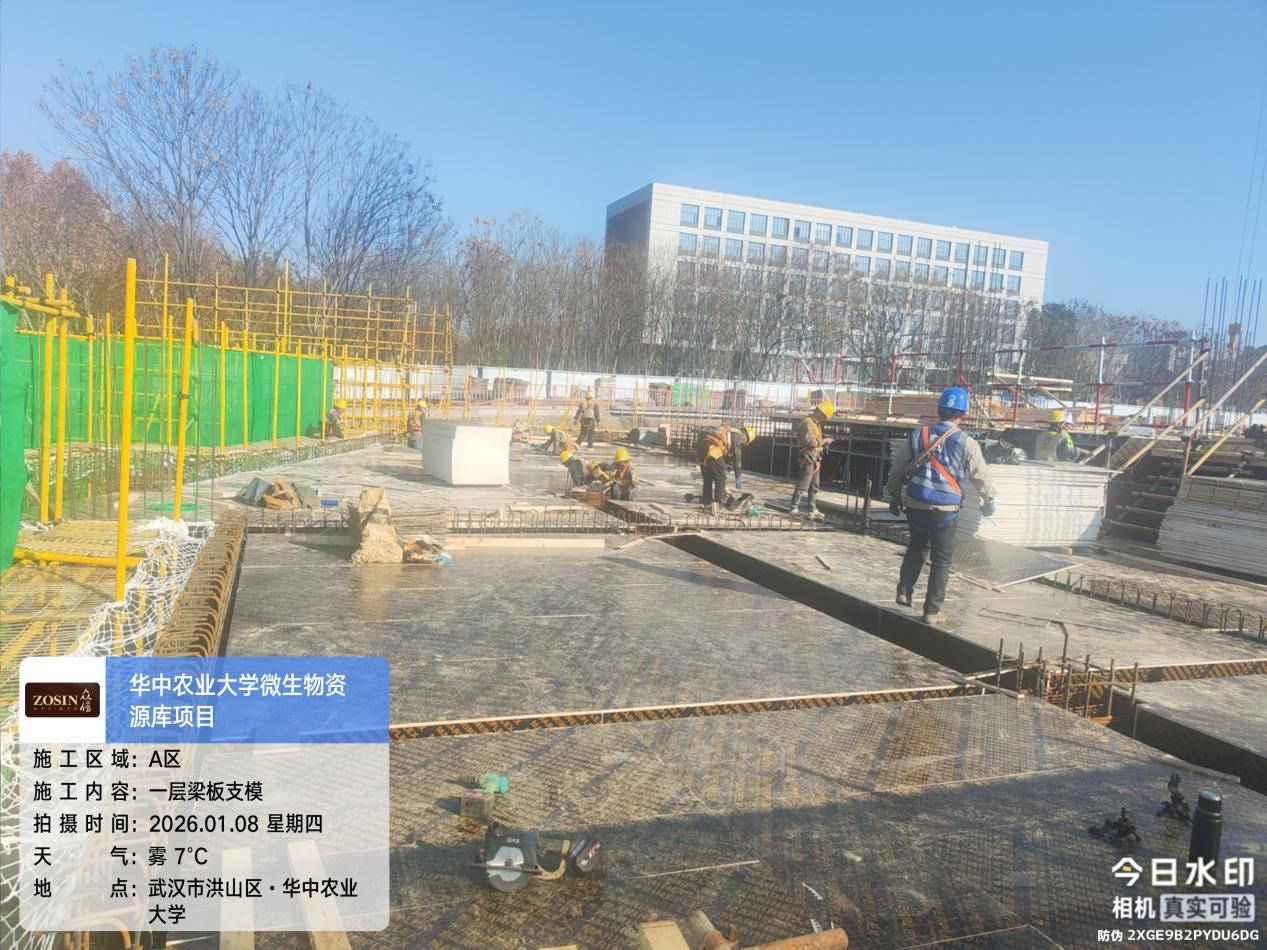 ZOSIN 众信
华中农业大学微生物资
源库项目
施工区域：A区
施工内容：一层梁板支模
拍摄时间：2026.01.08 星期四
天气：雾 7°C
地点：武汉市洪山区·华中农业
大学
今日水印
相机 真实可验
防伪 2XGE9B2PYDU6DG